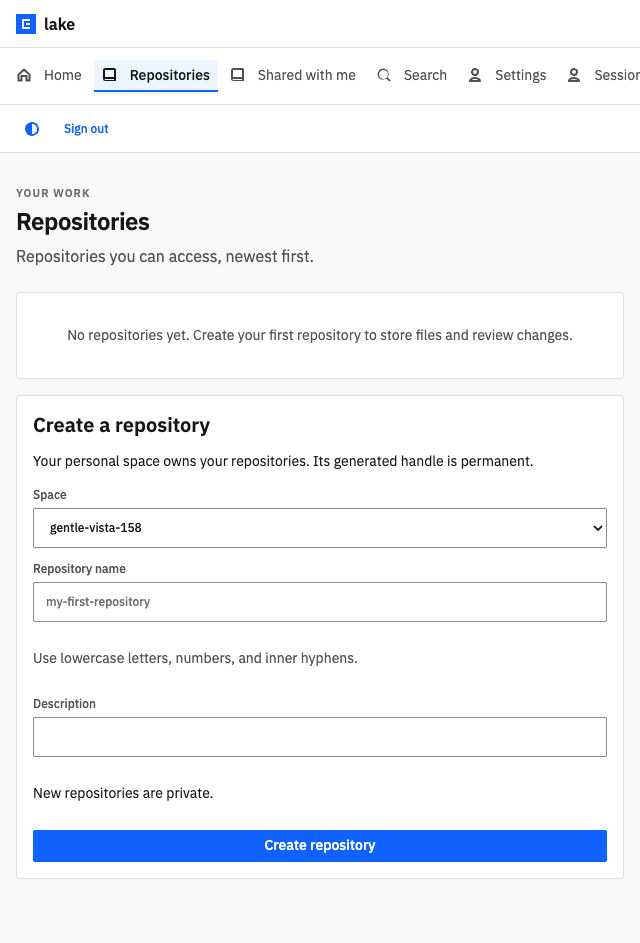 lake
Home Repositories Shared with me Search Settings
Sign out
YOUR WORK
Repositories
Repositories you can access, newest first.
No repositories yet. Create your first repository to store files and review changes.
Create a repository
Your personal space owns your repositories. Its generated handle is permanent.
Space
gentle-vista-158
Repository name
my-first-repository
Use lowercase letters, numbers, and inner hyphens.
Description
New repositories are private.
Create repository